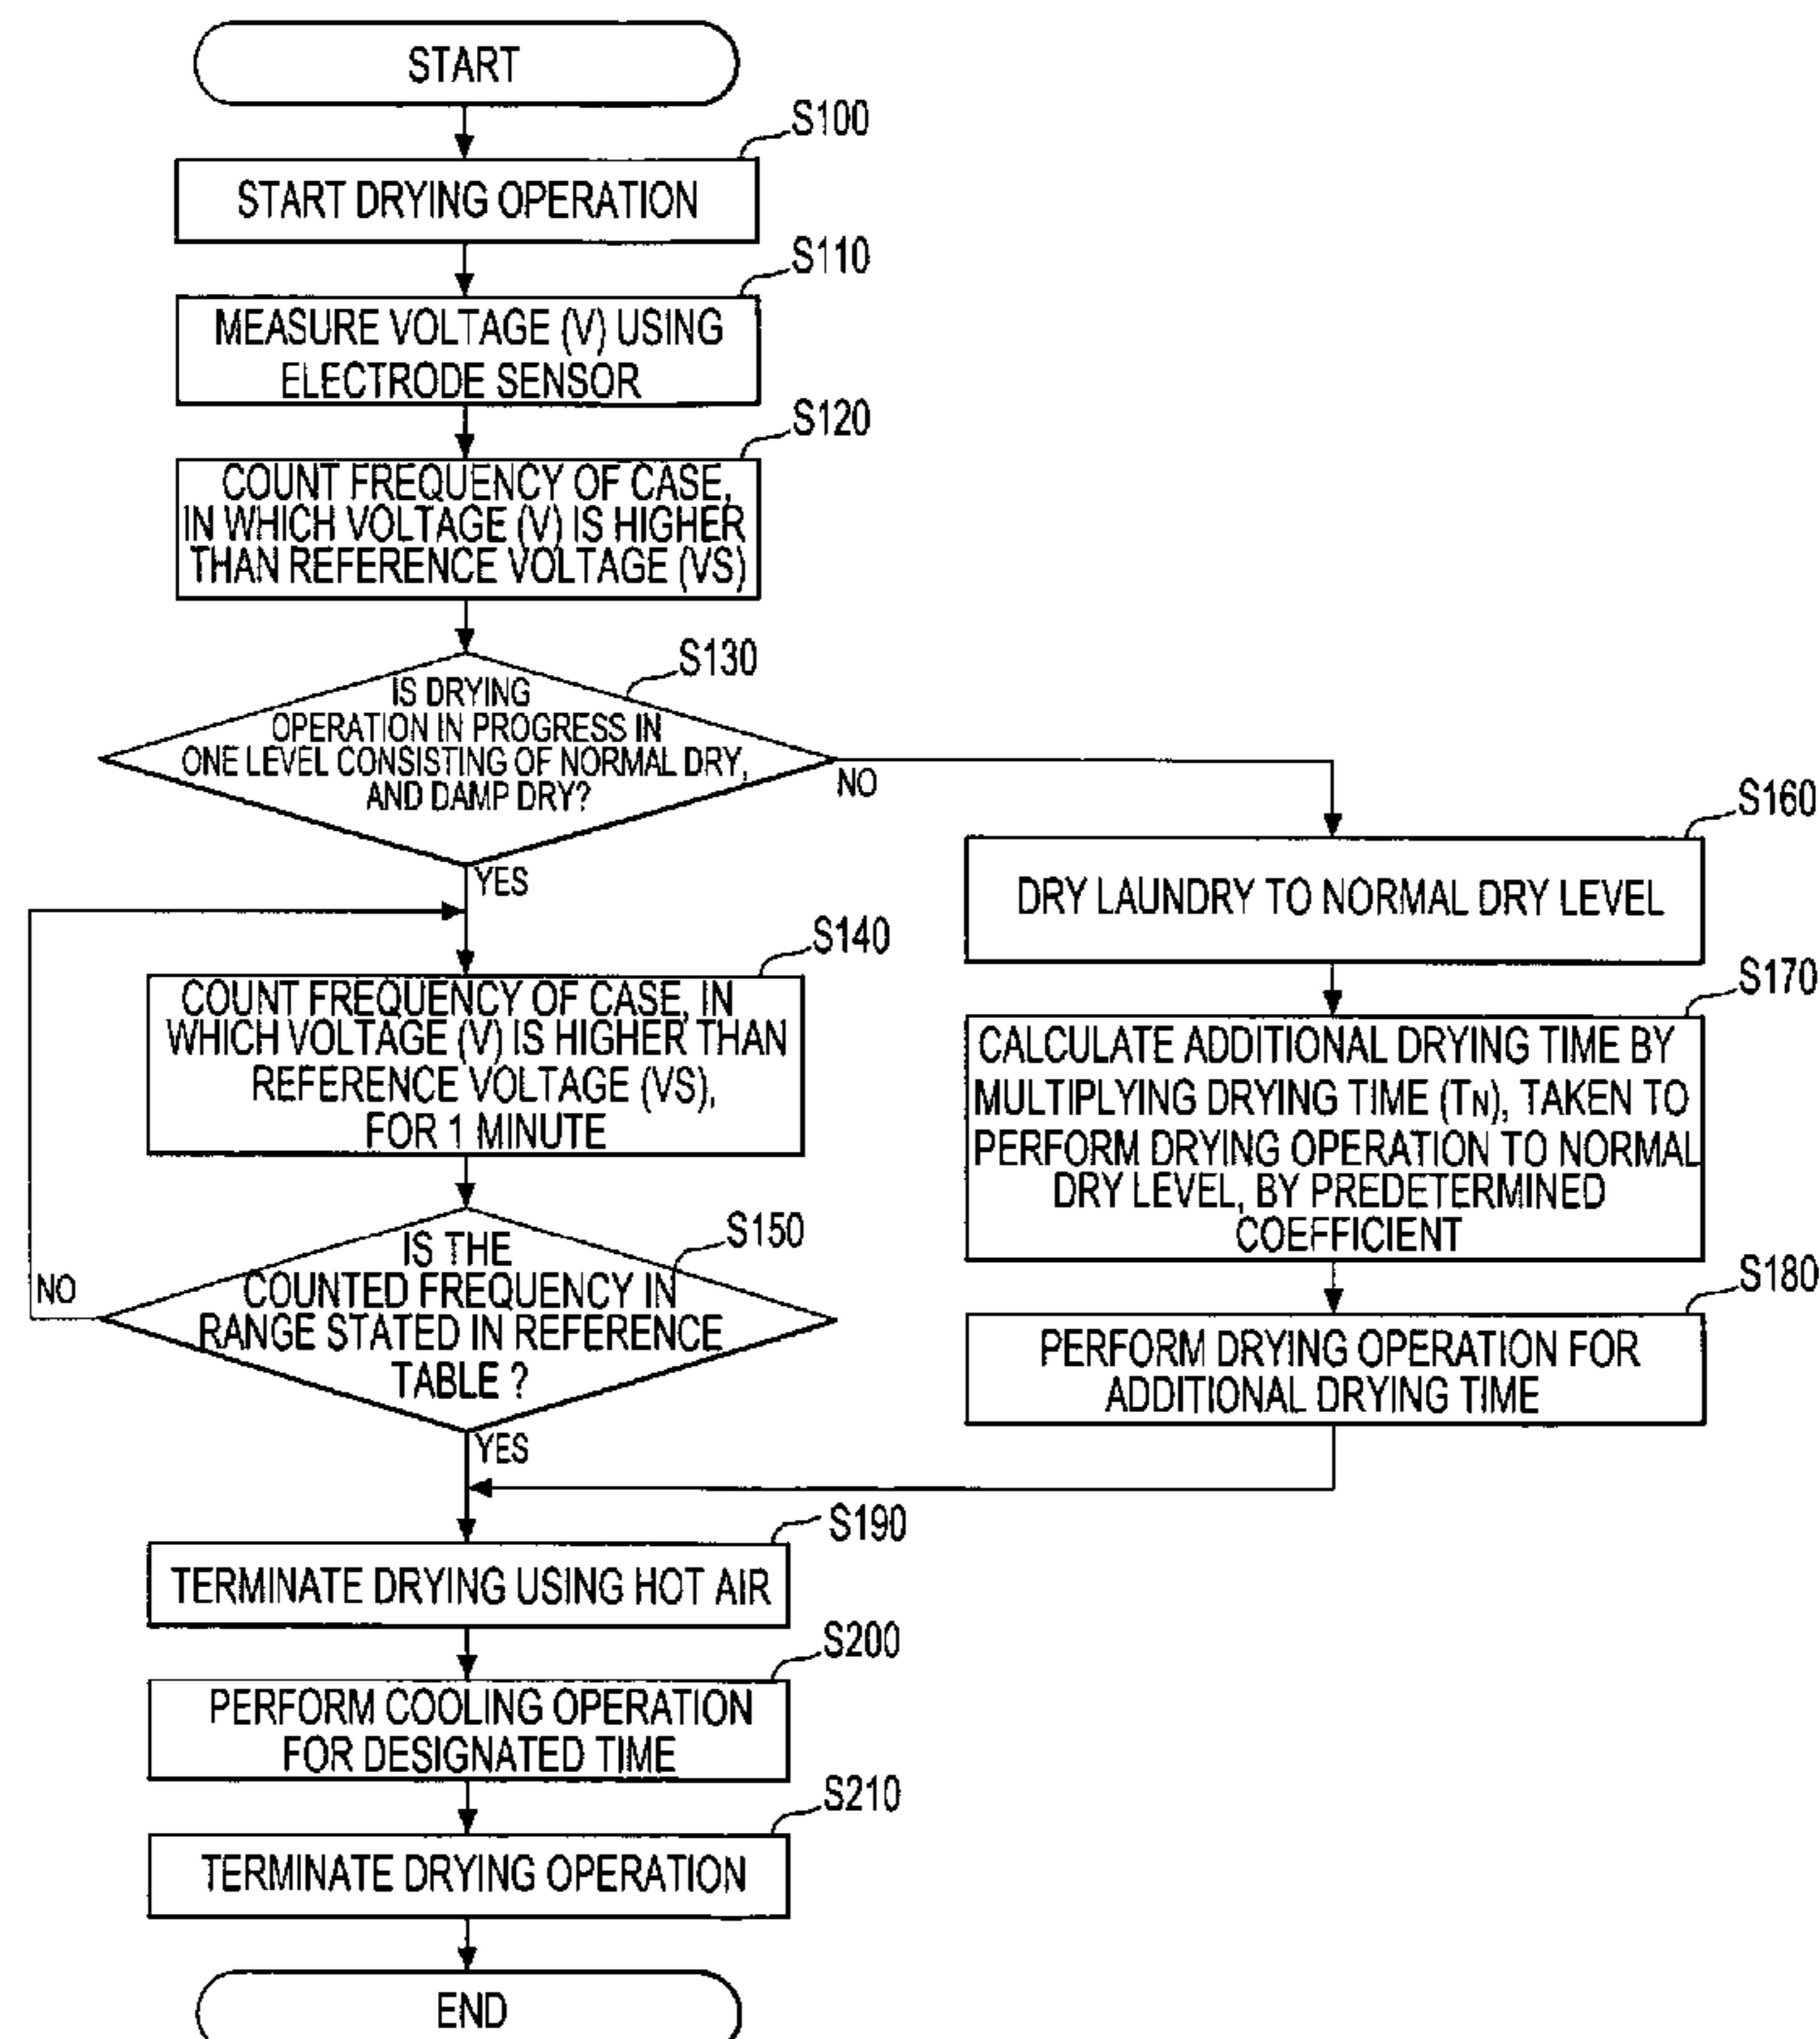 START
S100
START DRYING OPERATION
S110
MEASURE VOLTAGE (V) USING
ELECTRODE SENSOR
S120
COUNT FREQUENCY OF CASE,
IN WHICH VOLTAGE (V) IS HIGHER
THAN REFERENCE VOLTAGE (VS)
S130
IS DRYING
OPERATION IN PROGRESS IN
ONE LEVEL CONSISTING OF NORMAL DRY,
AND DAMP DRY?
NO
YES
S140
COUNT FREQUENCY OF CASE, IN
WHICH VOLTAGE (V) IS HIGHER THAN
REFERENCE VOLTAGE (VS),
FOR 1 MINUTE
S150
IS THE
COUNTED FREQUENCY IN
RANGE STATED IN REFERENCE
TABLE ?
NO
YES
S160
DRY LAUNDRY TO NORMAL DRY LEVEL
S170
CALCULATE ADDITIONAL DRYING TIME BY
MULTIPLYING DRYING TIME (TN), TAKEN TO
PERFORM DRYING OPERATION TO NORMAL
DRY LEVEL, BY PREDETERMINED
COEFFICIENT
S180
PERFORM DRYING OPERATION FOR
ADDITIONAL DRYING TIME
S190
TERMINATE DRYING USING HOT AIR
S200
PERFORM COOLING OPERATION
FOR DESIGNATED TIME
S210
TERMINATE DRYING OPERATION
END